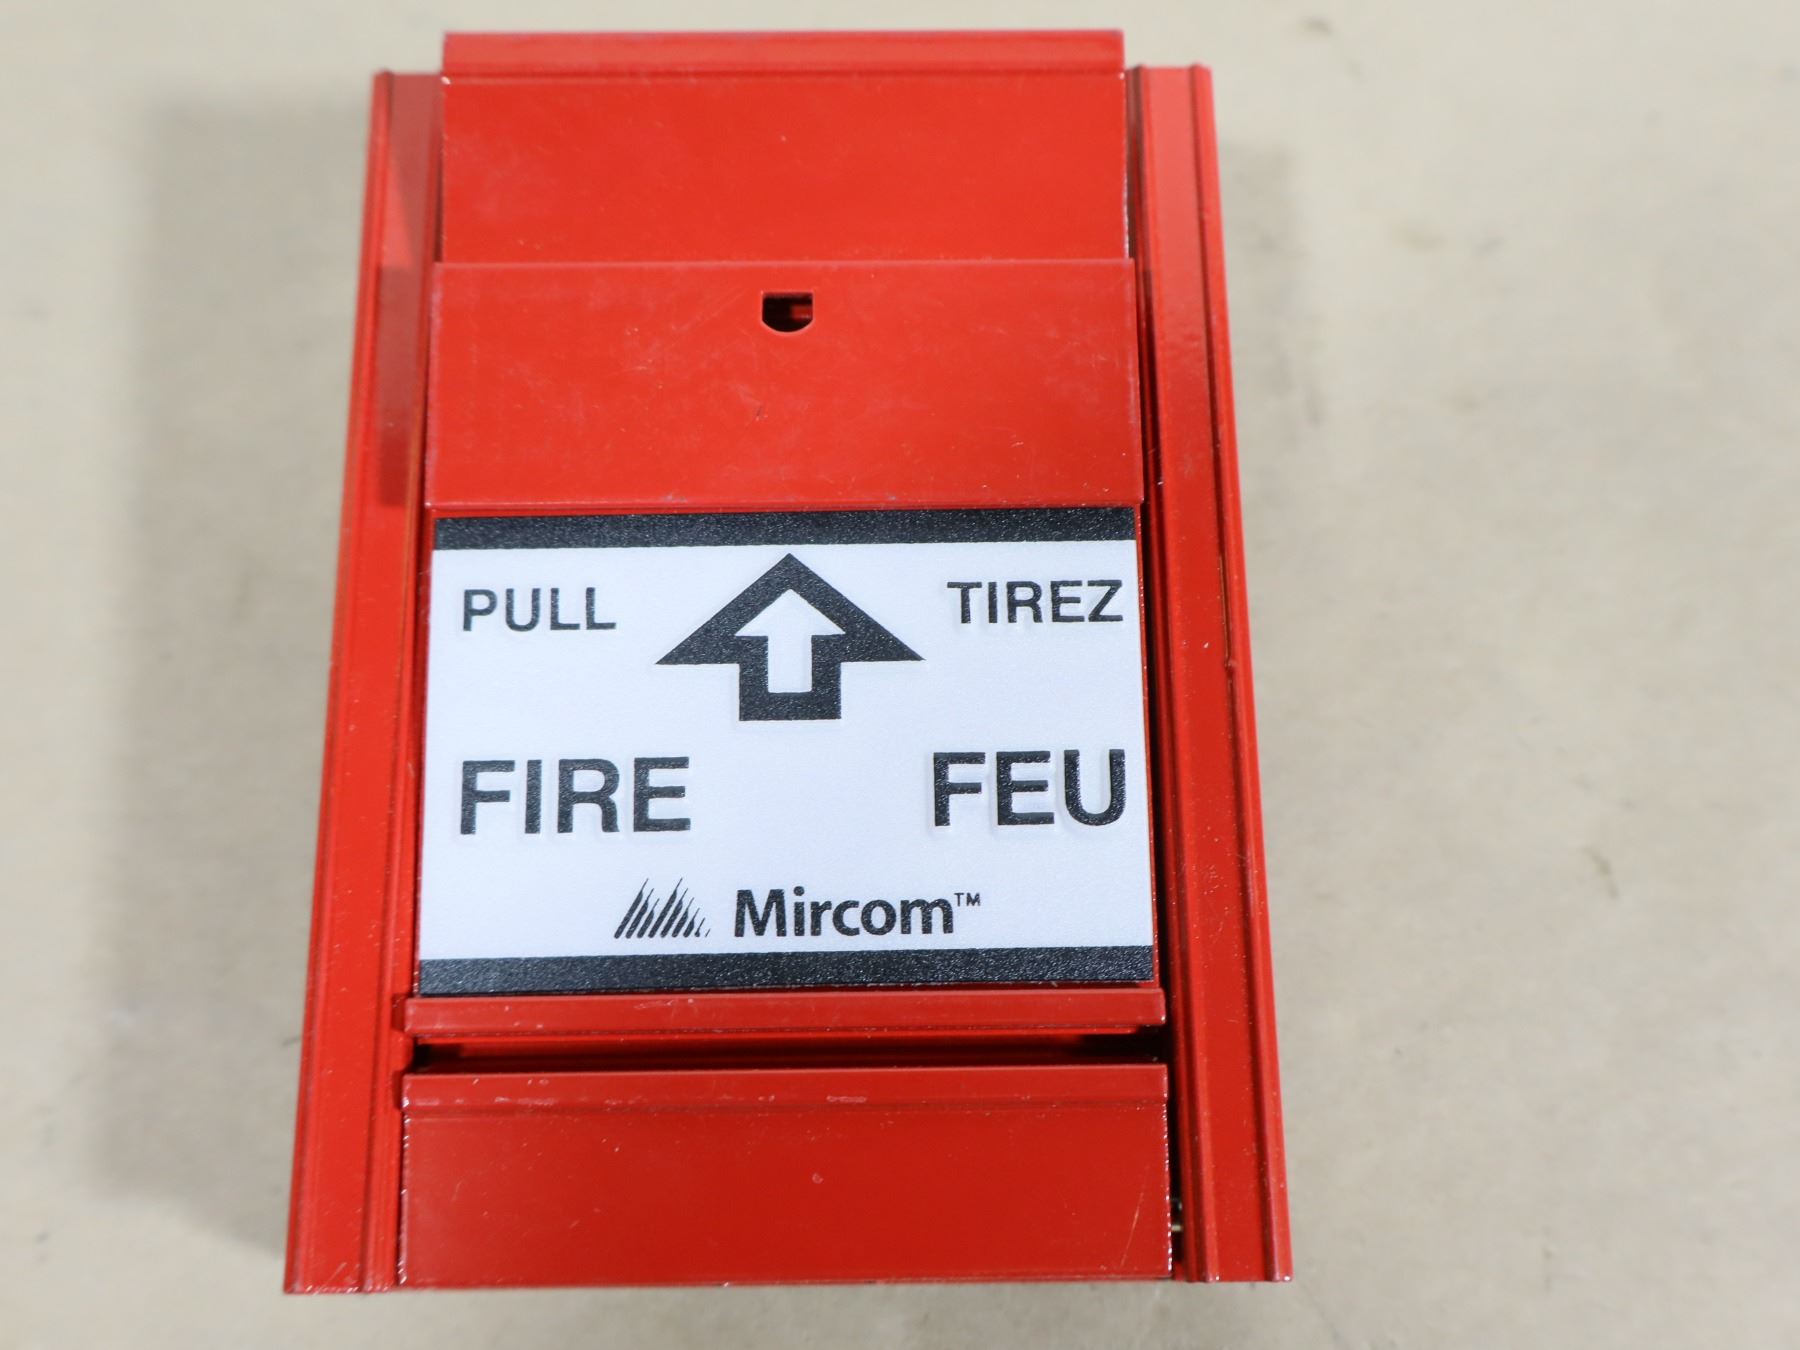 PULL TIREZ
FIRE FEU
Mircom™